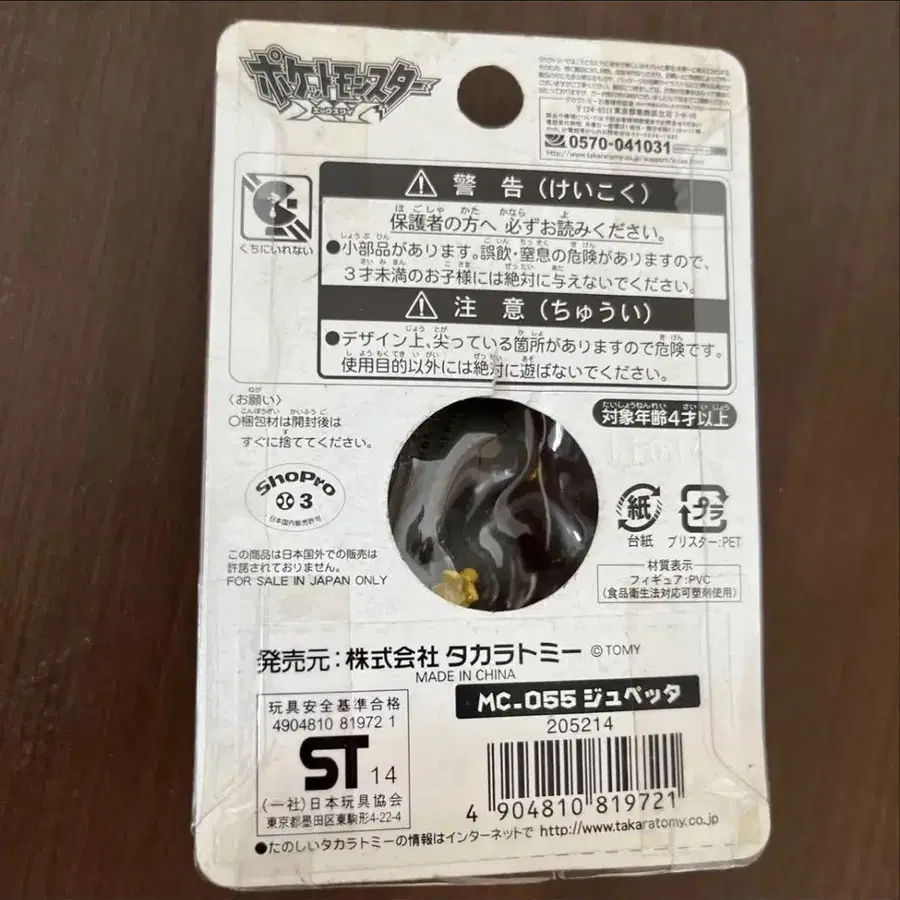 ポケットモンスター
エックスワイ
0570-041031
くちにいれない
警告(けいこく)
保護者の方へ 必ずお読みください。
●小部品があります。誤飲・窒息の危険がありますので、
3才未満のお子様には絶対に与えないでください。
注意(ちゅうい)
●デザイン上、尖っている箇所がありますので危険です。
使用目的以外には絶対に遊ばないでください。
〈お願い〉
○梱包材は開封後は
すぐに捨ててください。
対象年齢4才以上
ShoPro
3
日本国内販売許可
紙
プラ
台紙
ブリスター:PET
この商品は日本国外での販売は
許諾されておりません。
FOR SALE IN JAPAN ONLY
材質表示
フィギュア:PVC
(食品衛生法対応可塑剤使用)
発売元:株式会社 タカラトミー ©TOMY
MADE IN CHINA
MC-055 ジュペッタ
205214
玩具安全基準合格
4904810 81972 1
ST 14
(一社)日本玩具協会
東京都墨田区東駒形4-22-4
4 904810 819721
●たのしいタカラトミーの情報はインターネットで http://www.takaratomy.co.jp